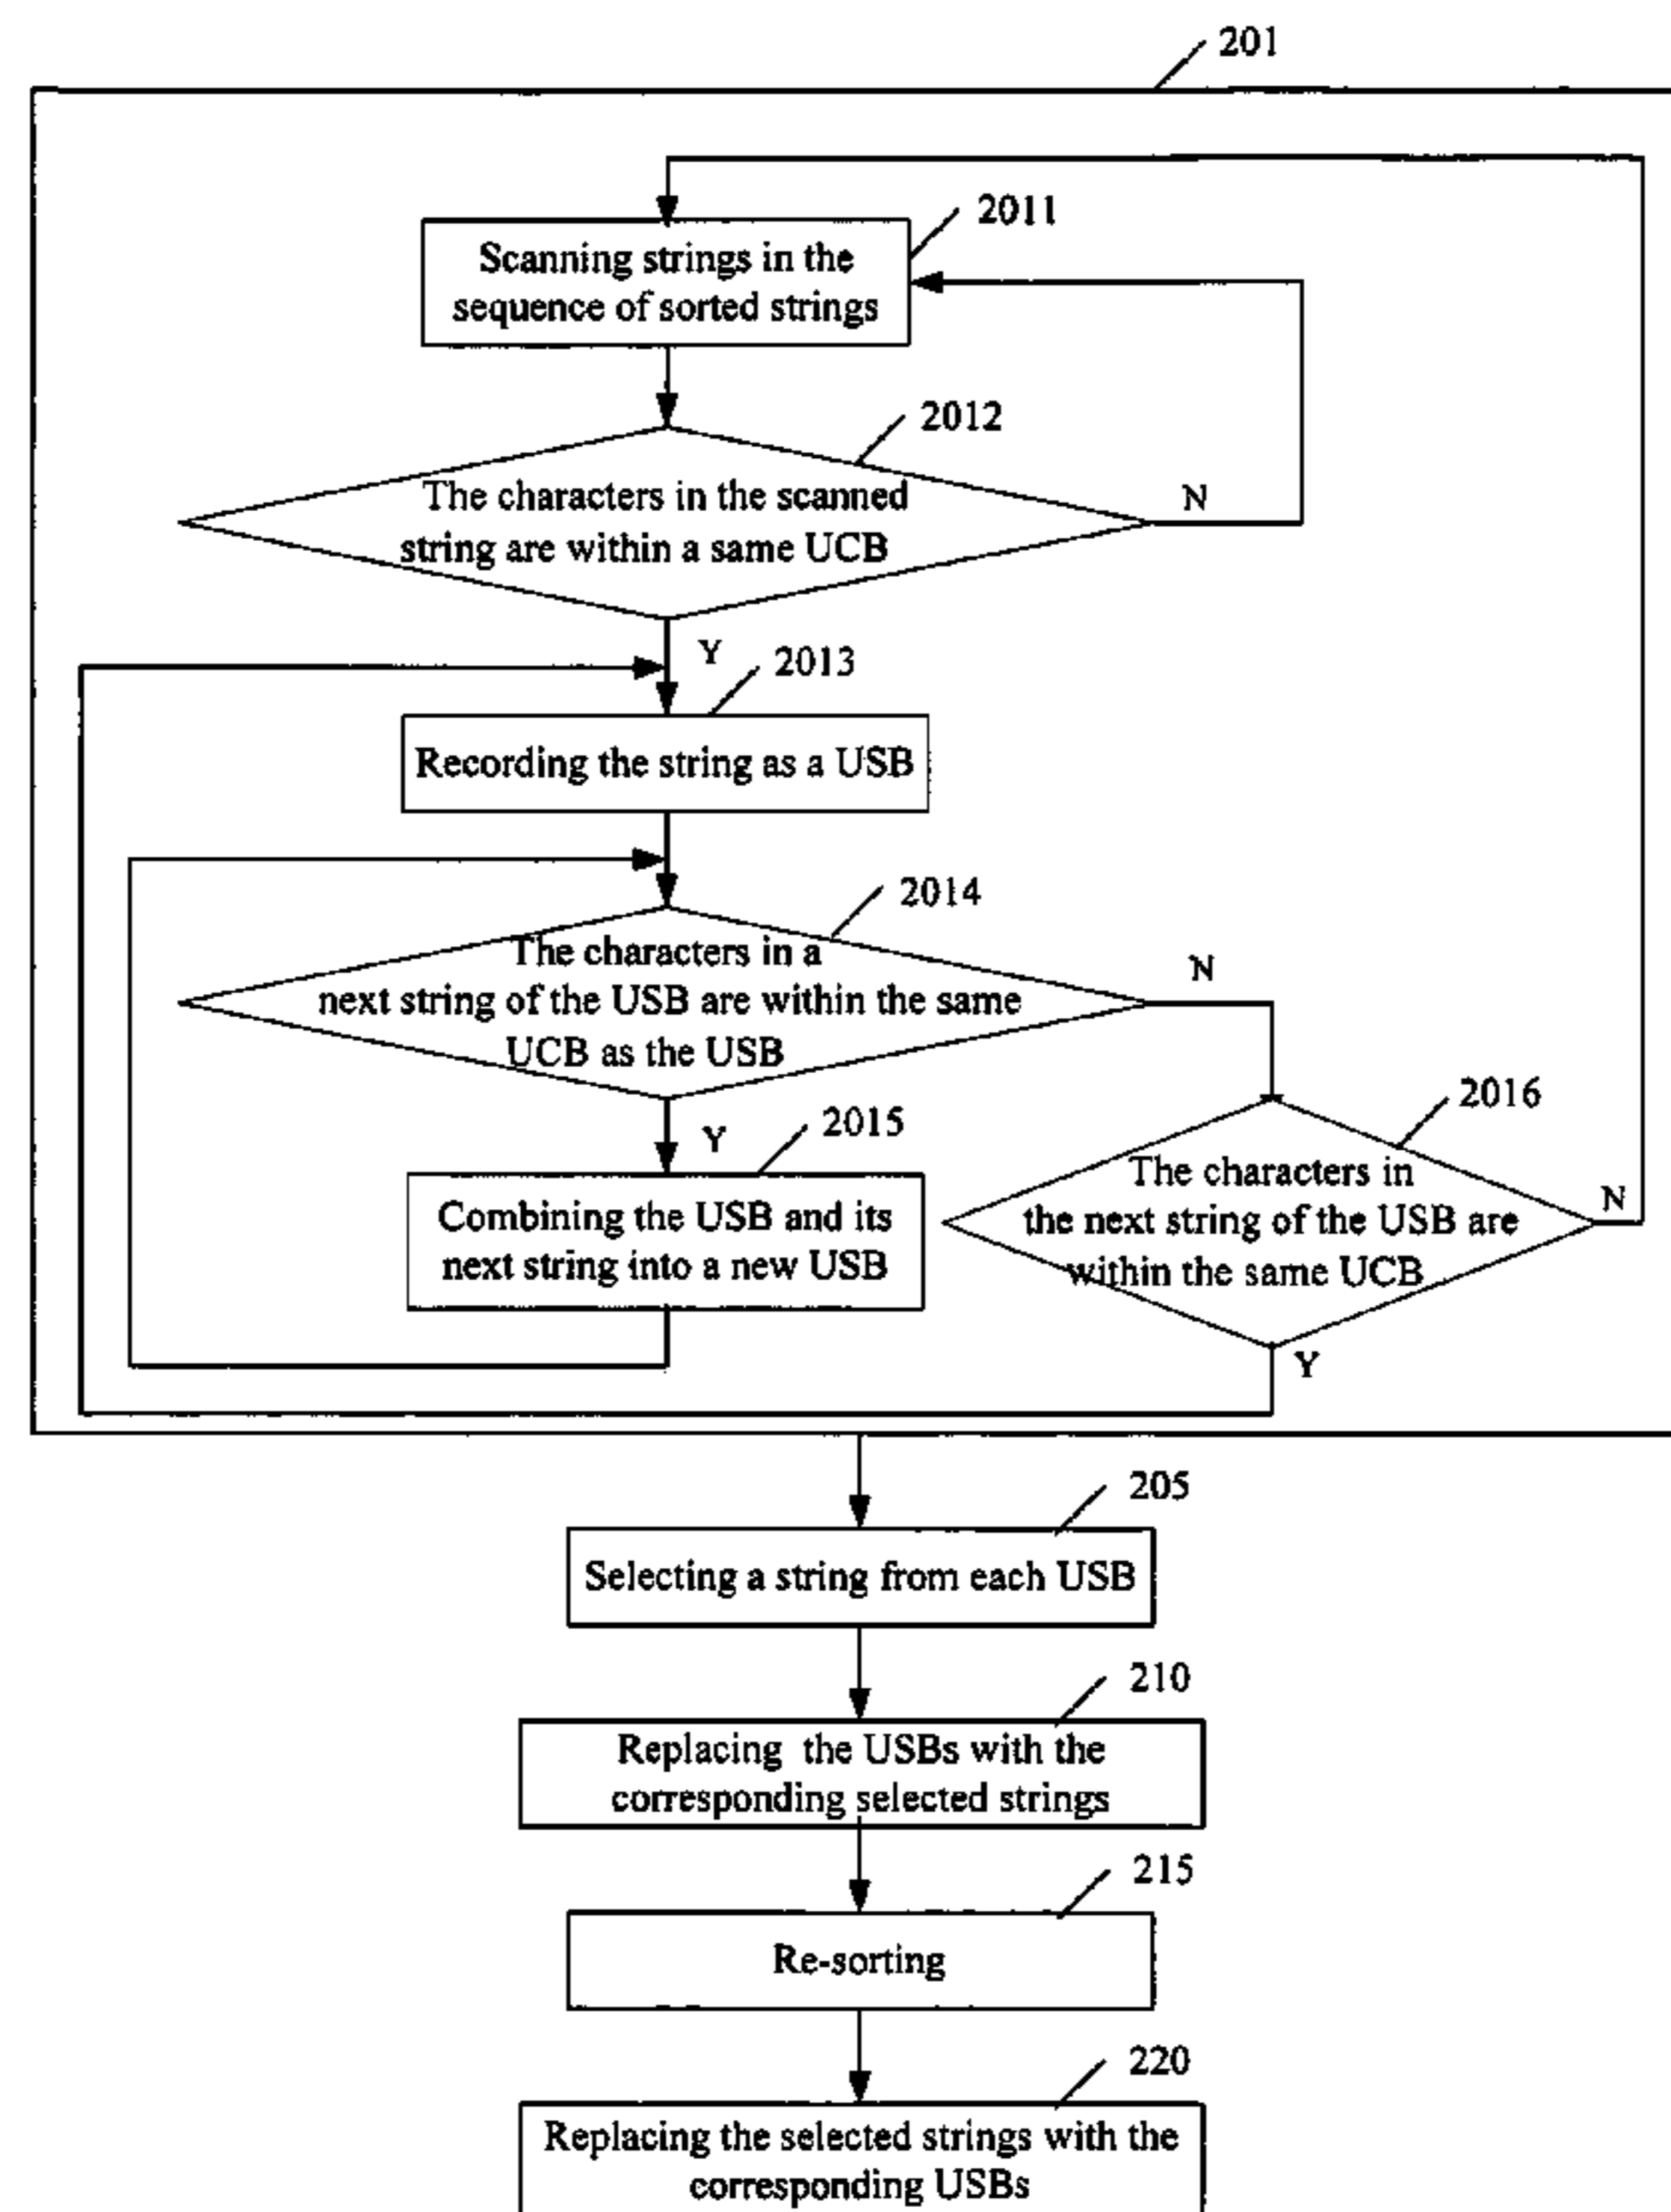 201
2011
Scanning strings in the
sequence of sorted strings
2012
The characters in the scanned
string are within a same UCB
N
Y
2013
Recording the string as a USB
2014
The characters in a
next string of the USB are within the same
UCB as the USB
N
Y
2015
Combining the USB and its
next string into a new USB
2016
The characters in
the next string of the USB are
within the same UCB
N
Y
205
Selecting a string from each USB
210
Replacing the USBs with the
corresponding selected strings
215
Re-sorting
220
Replacing the selected strings with the
corresponding USBs